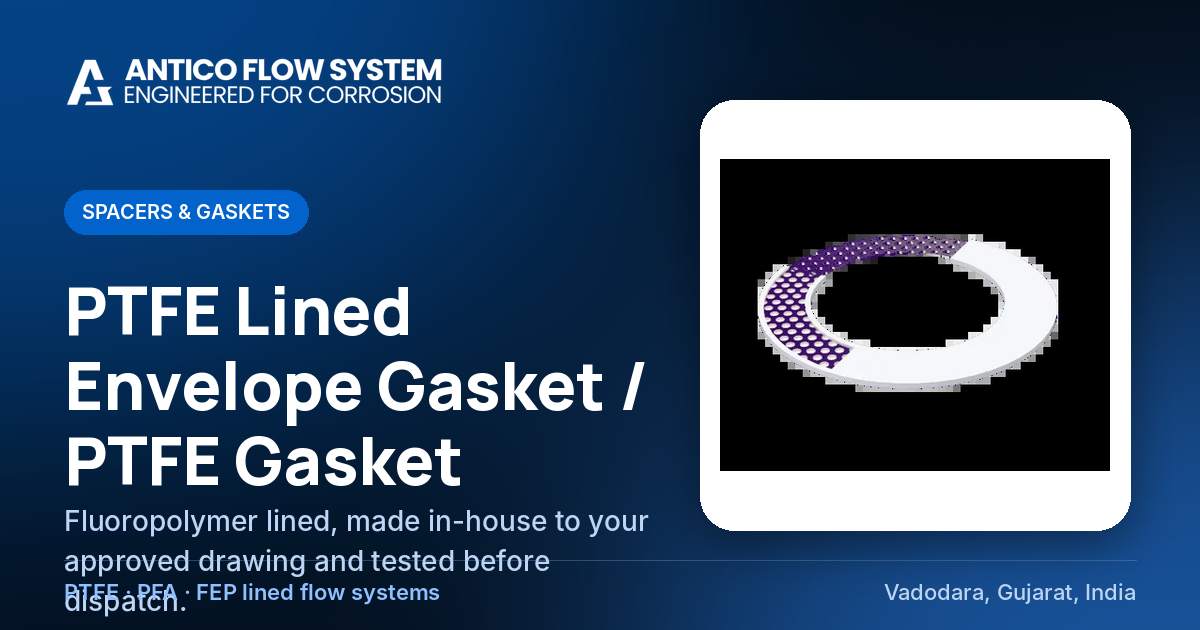 ANTICO FLOW SYSTEM
ENGINEERED FOR CORROSION
SPACERS & GASKETS
PTFE Lined
Envelope Gasket /
PTFE Gasket
Fluoropolymer lined, made in-house to your
approved drawing and tested before
dispatch.
PTFE · PFA · FEP lined flow systems
Vadodara, Gujarat, India